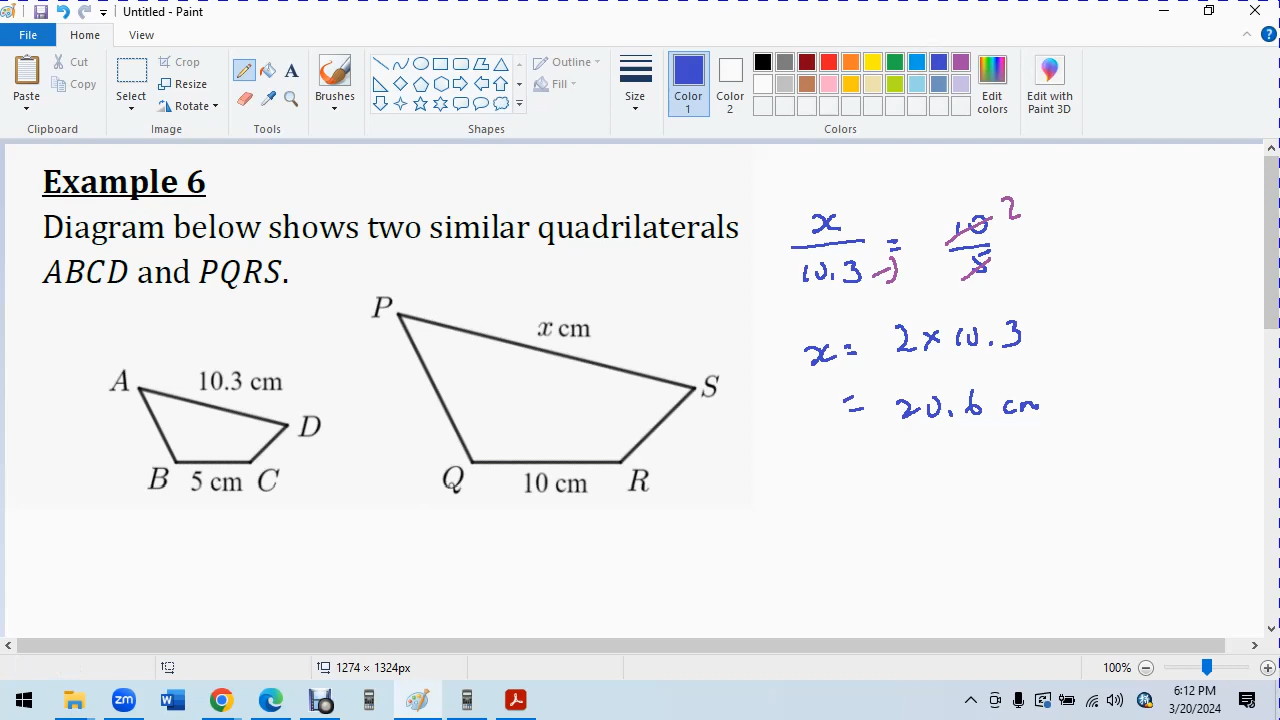 Untitled - Paint
File Home View
Paste
Cut
Copy
Clipboard
Select
Crop
Resize
Rotate
Image
A
Tools
Brushes
Outline
Fill
Shapes
Size
Color 1
Color 2
Edit colors
Colors
Edit with Paint 3D
Example 6
Diagram below shows two similar quadrilaterals
ABCD and PQRS.
A
10.3 cm
D
B
5 cm
C
P
x cm
S
Q
10 cm
R
x
10.3
=
10
2
5
x = 2 × 10.3
= 20.6 cm
1274 × 1324px
100%
zm
W
6:12 PM
3/20/2024